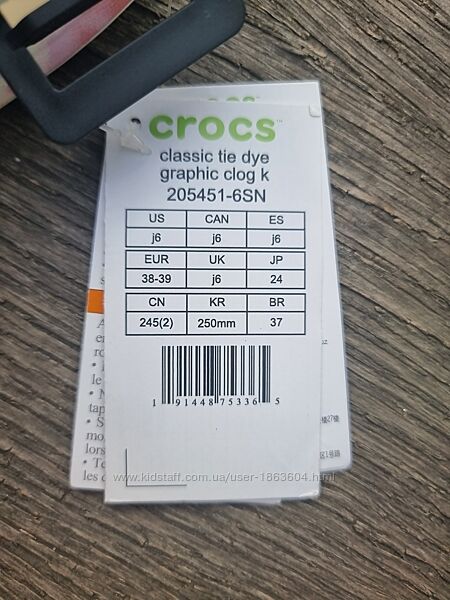 crocs™
classic tie dye
graphic clog k
205451-6SN
US CAN ES
j6 j6 j6
EUR UK JP
38-39 j6 24
CN KR BR
245(2) 250mm 37
1 91448 75336 5
www.kidstaff.com.ua/user-1863604.html